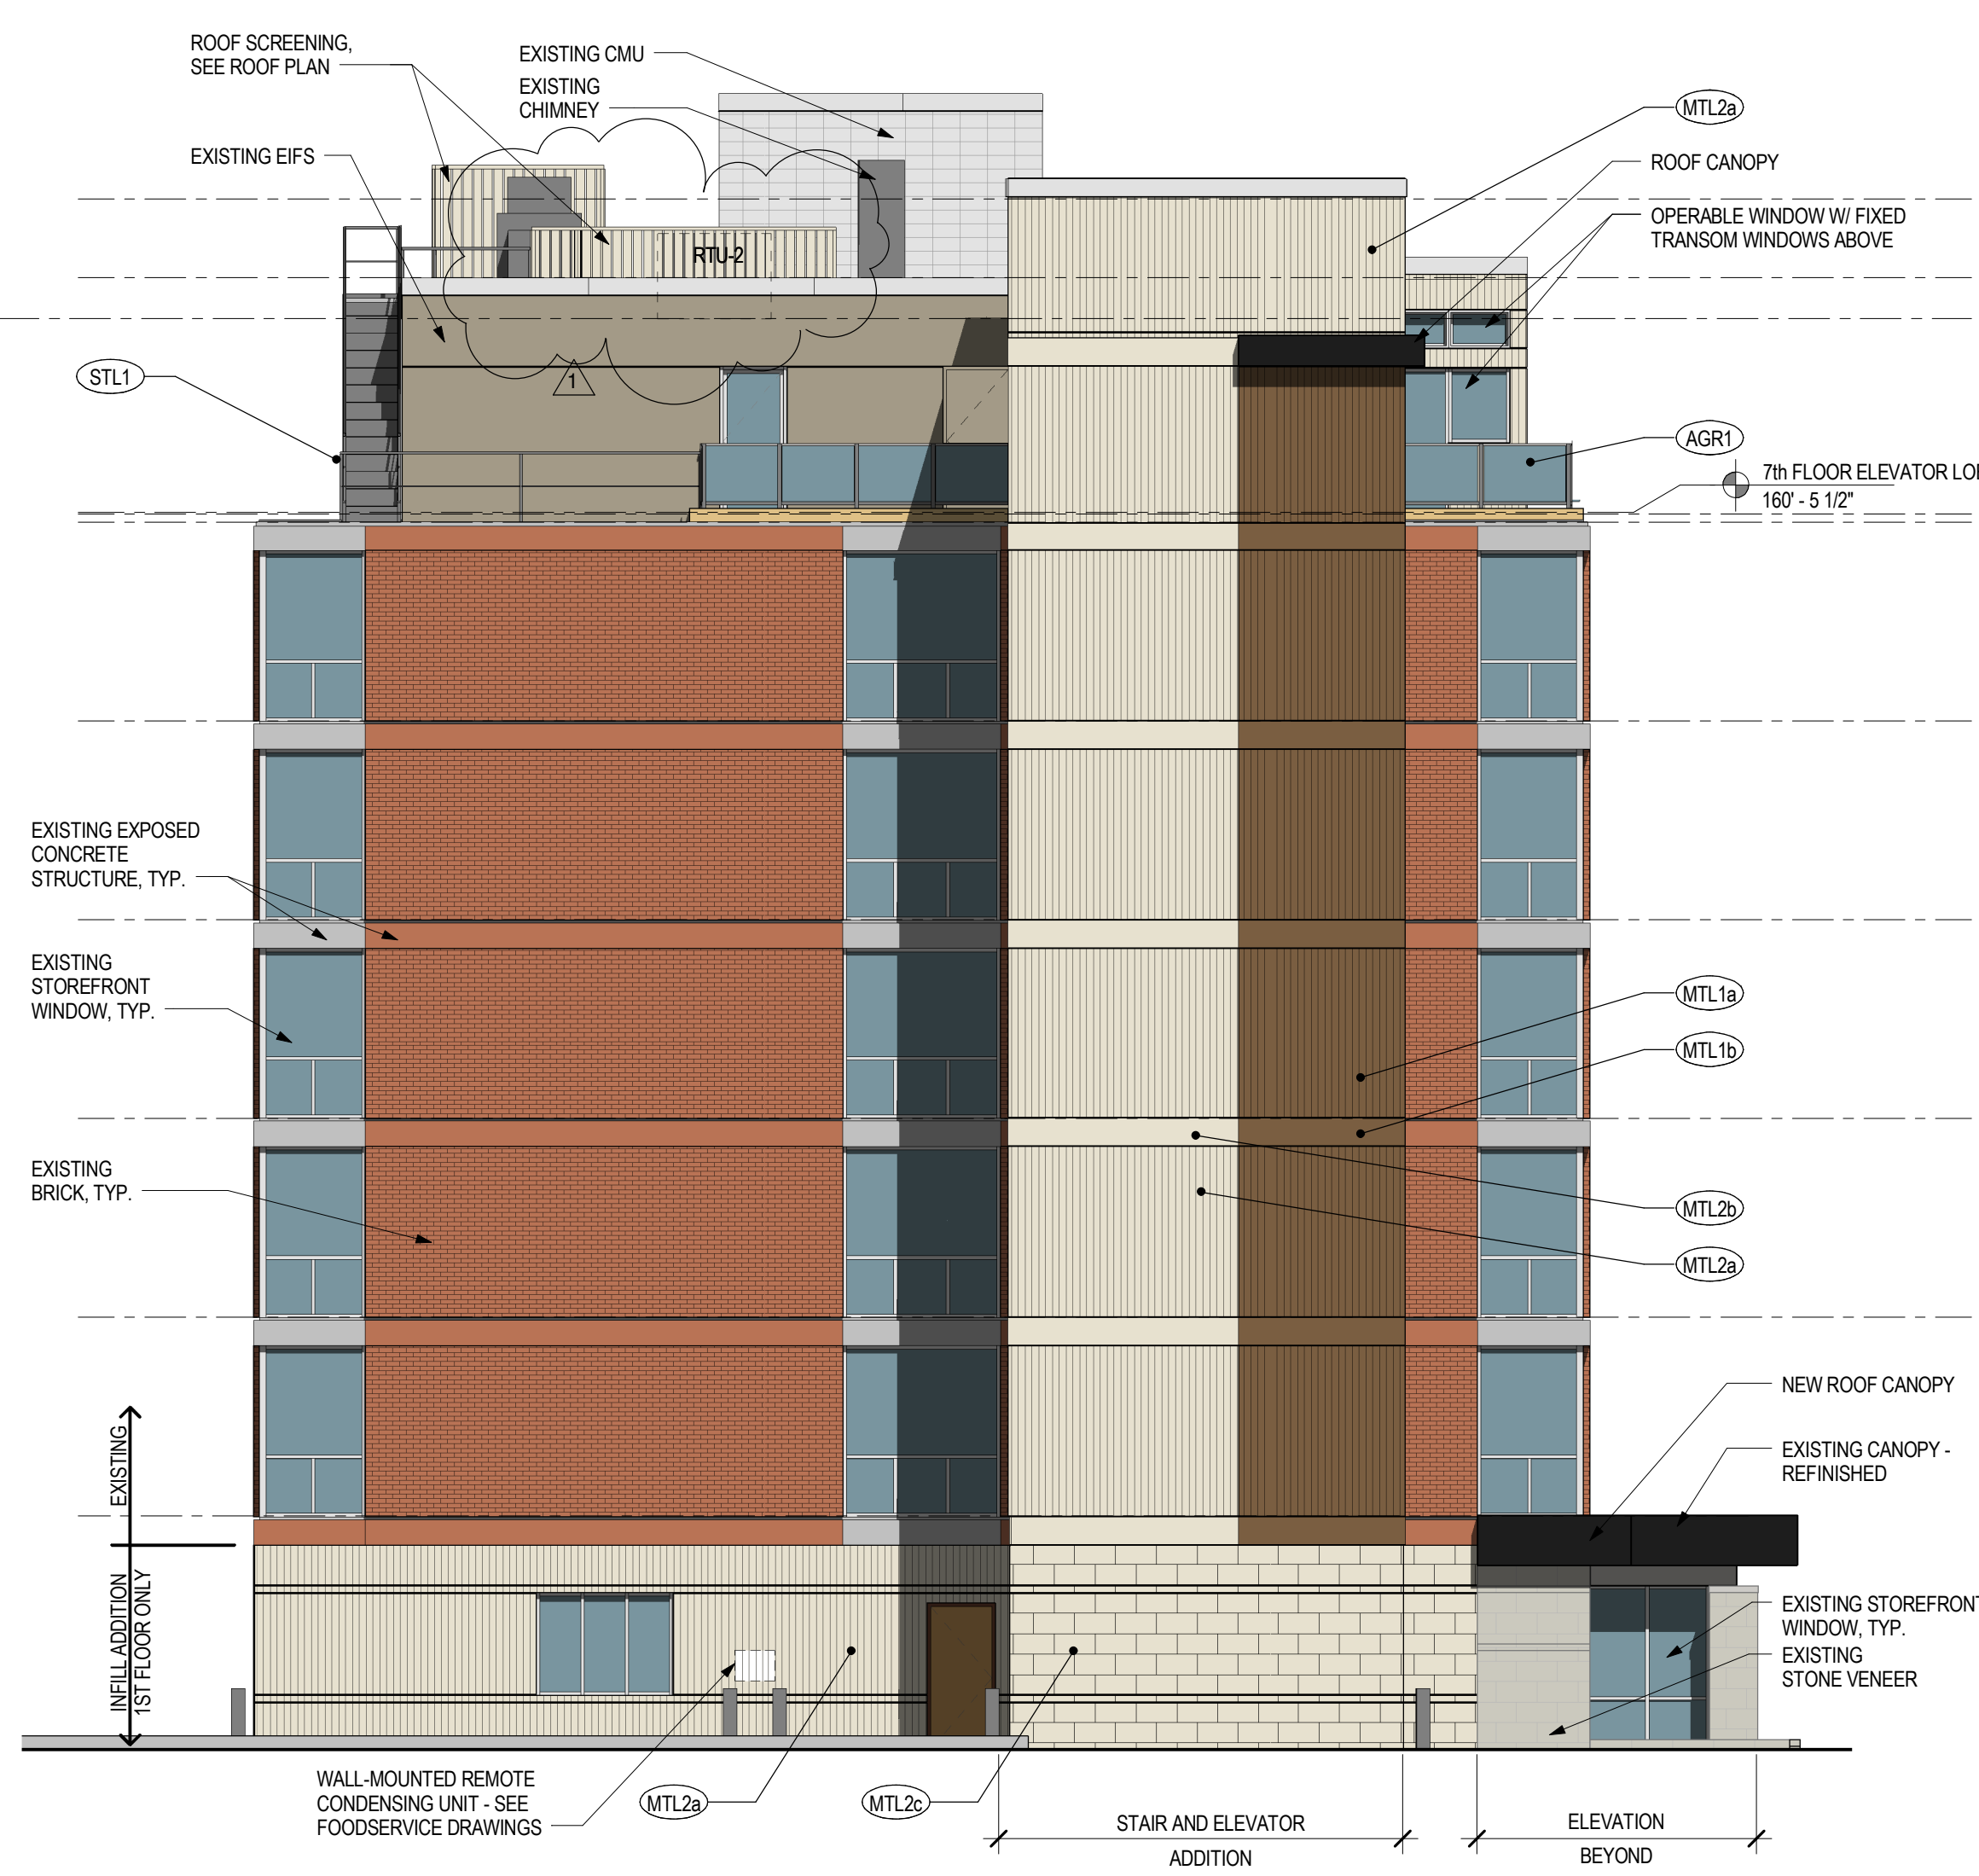 ROOF SCREENING,
SEE ROOF PLAN
EXISTING CMU
EXISTING
CHIMNEY
EXISTING EIFS
MTL2a
ROOF CANOPY
OPERABLE WINDOW W/ FIXED
TRANSOM WINDOWS ABOVE
RTU-2
1
STL1
AGR1
7th FLOOR ELEVATOR
160' - 5 1/2"
EXISTING EXPOSED
CONCRETE
STRUCTURE, TYP.
EXISTING
STOREFRONT
WINDOW, TYP.
MTL1a
MTL1b
EXISTING
BRICK, TYP.
MTL2b
MTL2a
NEW ROOF CANOPY
EXISTING CANOPY -
REFINISHED
EXISTING
INFILL ADDITION
1ST FLOOR ONLY
EXISTING STOREFRONT
WINDOW, TYP.
EXISTING
STONE VENEER
WALL-MOUNTED REMOTE
CONDENSING UNIT - SEE
FOODSERVICE DRAWINGS
MTL2a
MTL2c
STAIR AND ELEVATOR
ADDITION
ELEVATION
BEYOND